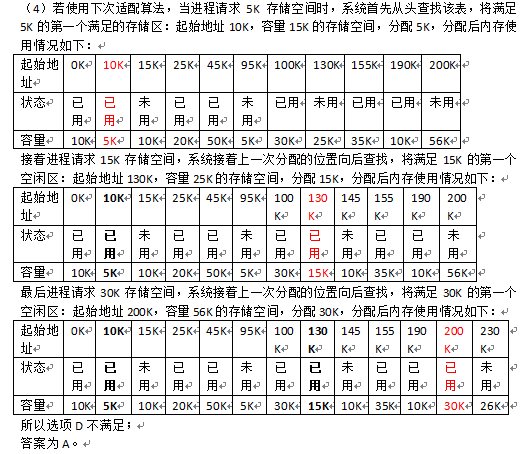 （4）若使用下次适配算法，当进程请求 5K 存储空间时，系统首先从头查找该表，将满足
5K 的第一个满足的存储区：起始地址 10K，容量 15K 的存储空间，分配 5K，分配后内存使
用情况如下：
起始地址 0K 10K 15K 25K 45K 95K 100K 130K 155K 190K 200K
状态 已用 已用 未用 已用 已用 未用 已用 未用 已用 已用 未用
容量 10K 5K 10K 20K 50K 5K 30K 25K 35K 10K 56K
接着进程请求 15K 存储空间，系统接着上一次分配的位置向后查找，将满足 15K 的第一个
空闲区：起始地址 130K，容量 25K 的存储空间，分配 15K，分配后内存使用情况如下：
起始地址 0K 10K 15K 25K 45K 95K 100K 130K 145K 155K 190K 200K
状态 已用 已用 未用 已用 已用 未用 已用 已用 未用 已用 已用 未用
容量 10K 5K 10K 20K 50K 5K 30K 15K 10K 35K 10K 56K
最后进程请求 30K 存储空间，系统接着上一次分配的位置向后查找，将满足 30K 的第一个
空闲区：起始地址 200K，容量 56K 的存储空间，分配 30K，分配后内存使用情况如下：
起始地址 0K 10K 15K 25K 45K 95K 100K 130K 145K 155K 190K 200K 230K
状态 已用 已用 未用 已用 已用 未用 已用 已用 未用 已用 已用 已用 未用
容量 10K 5K 10K 20K 50K 5K 30K 15K 10K 35K 10K 30K 26K
所以选项 D 不满足；
答案为 A。